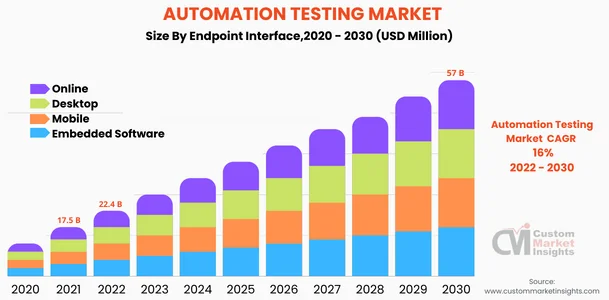 AUTOMATION TESTING MARKET
Size By Endpoint Interface,2020 - 2030 (USD Million)
Online
Desktop
Mobile
Embedded Software
17.5 B
22.4 B
57 B
Automation Testing
Market CAGR
16%
2022 - 2030
CMI
Custom
Market
Insights
2020 2021 2022 2023 2024 2025 2026 2027 2028 2029 2030
Source:
www.custommarketinsights.com